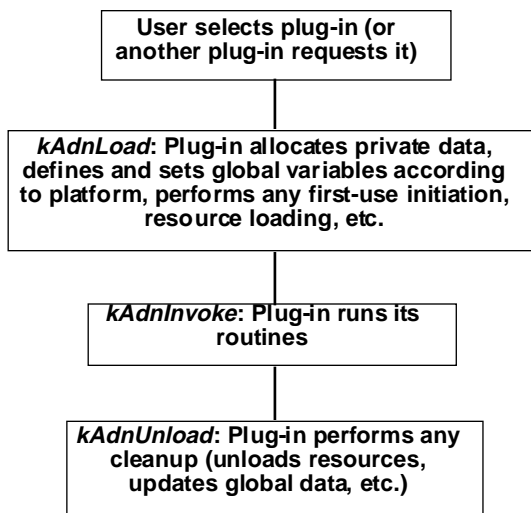 User selects plug-in (or
another plug-in requests it)
kAdnLoad: Plug-in allocates private data,
defines and sets global variables according
to platform, performs any first-use initiation,
resource loading, etc.
kAdnInvoke: Plug-in runs its
routines
kAdnUnload: Plug-in performs any
cleanup (unloads resources,
updates global data, etc.)